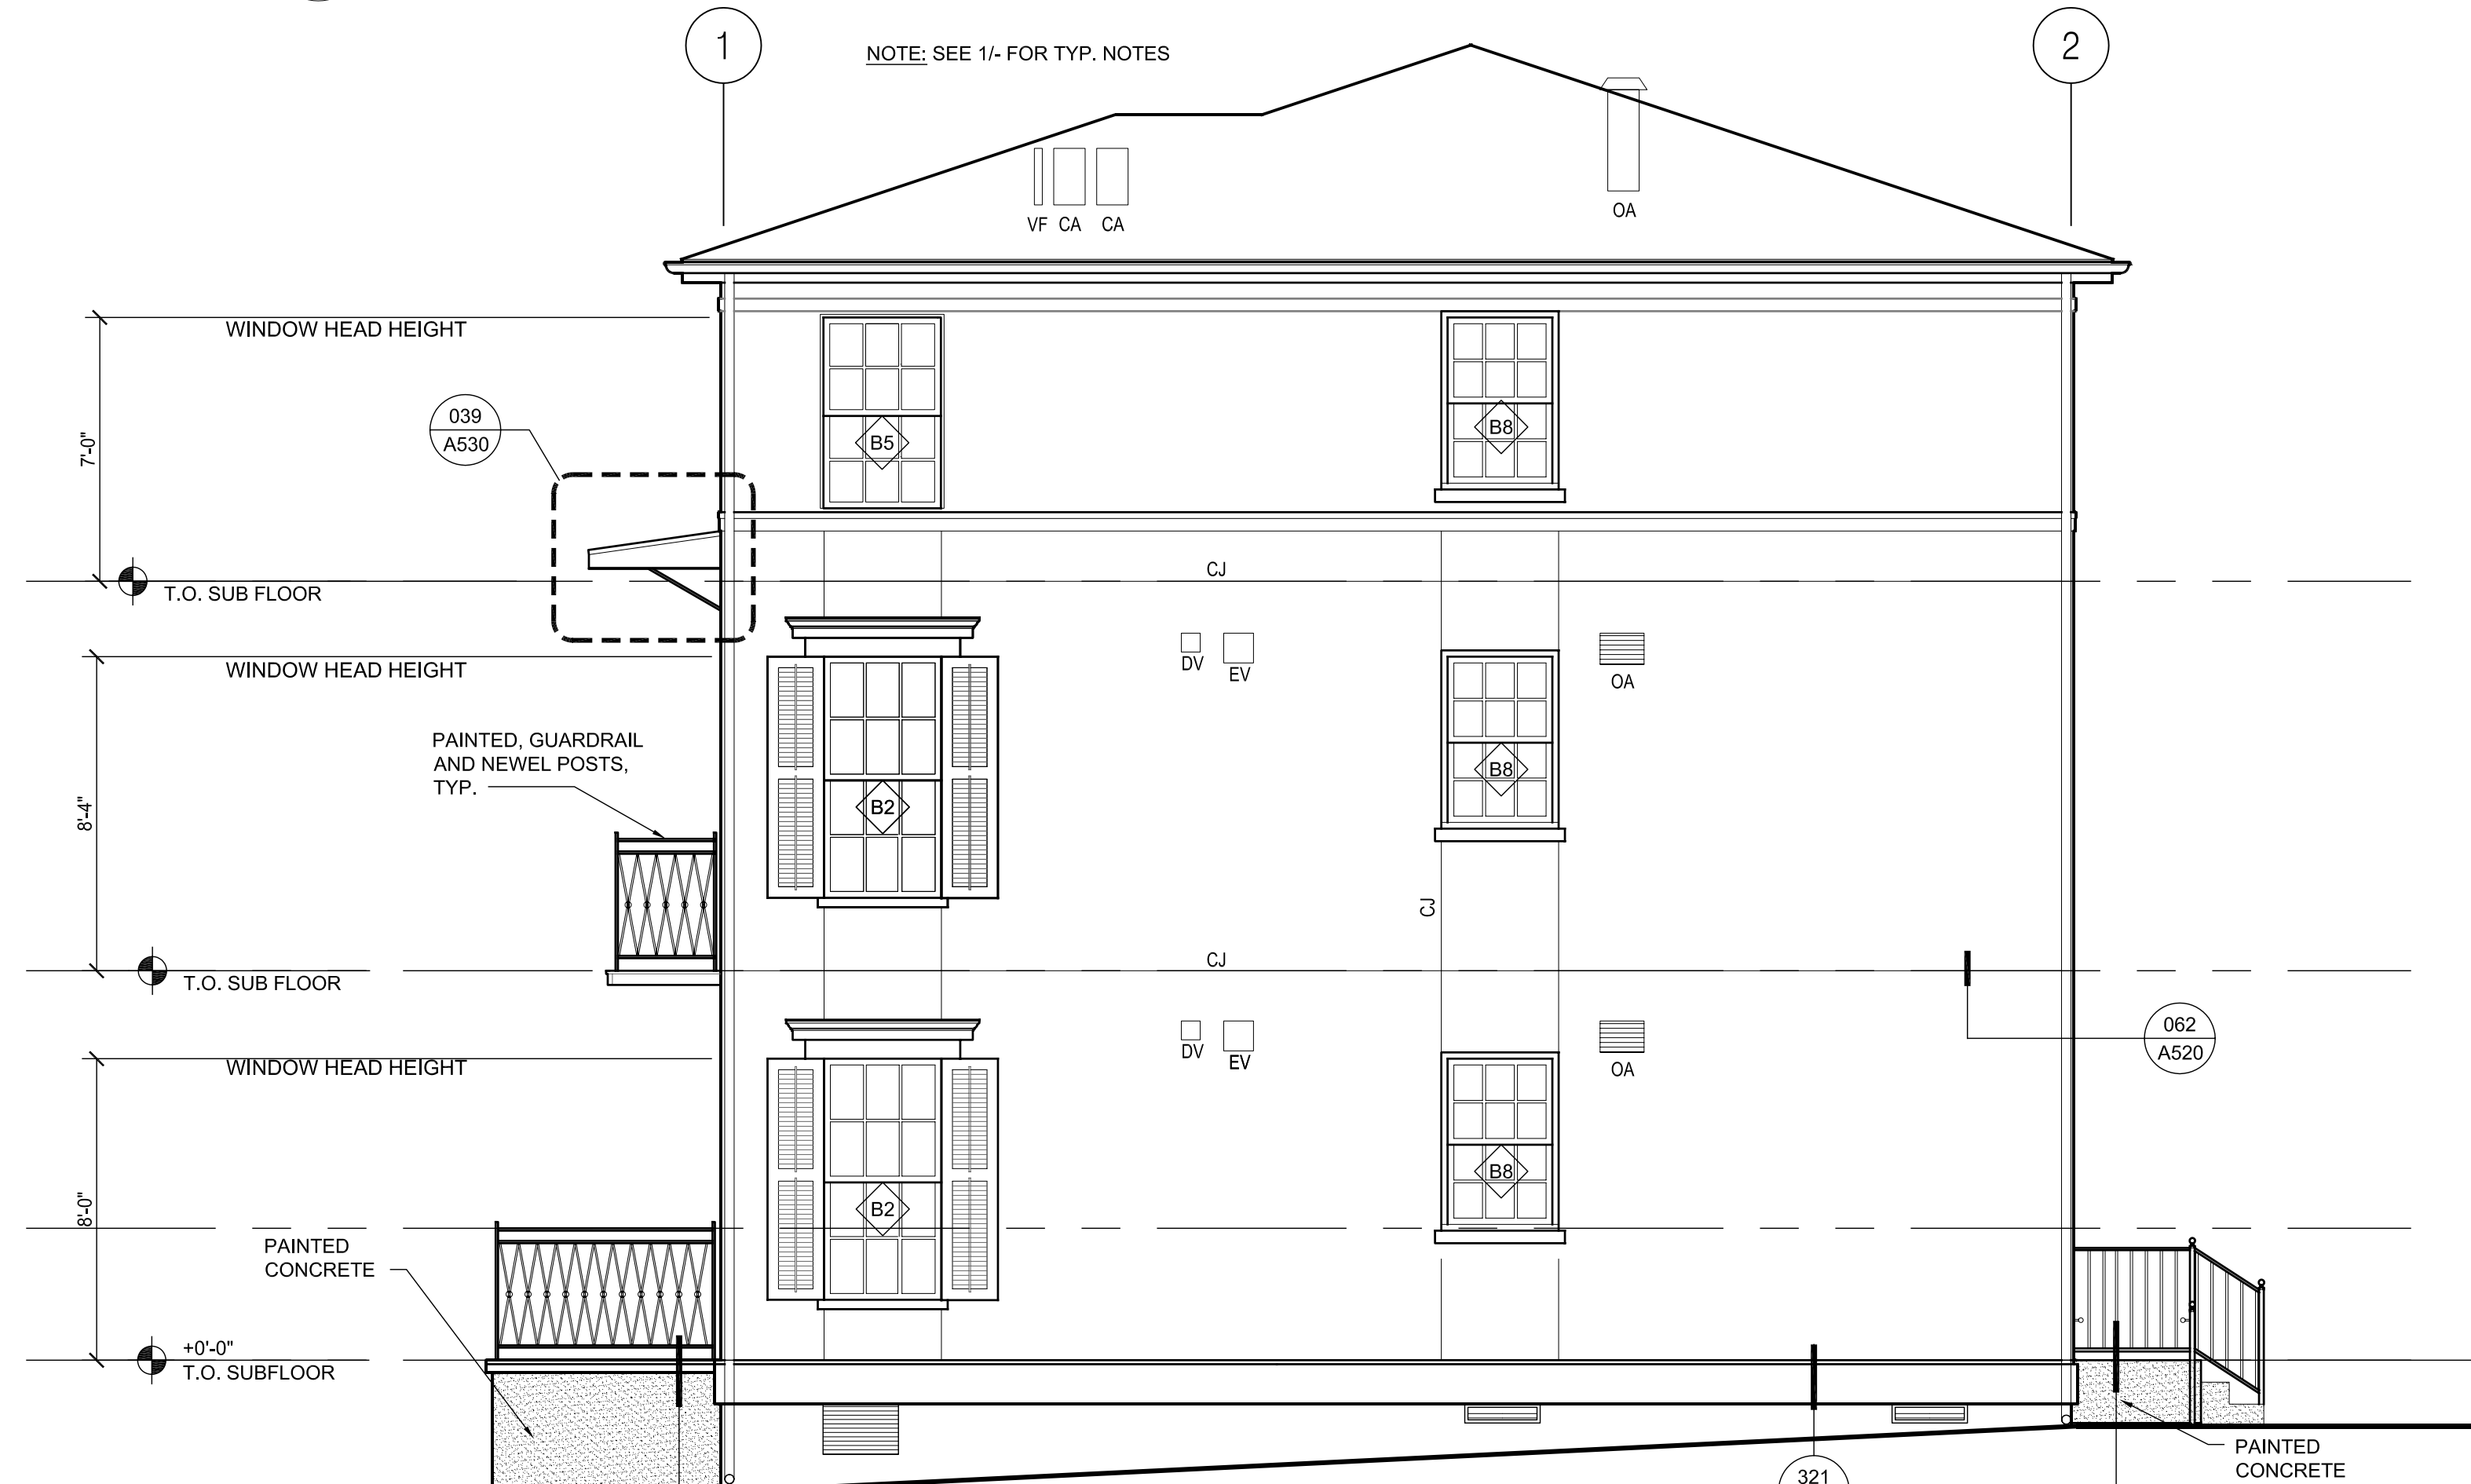 1
2
NOTE: SEE 1/- FOR TYP. NOTES
VF CA CA
OA
WINDOW HEAD HEIGHT
7'-0"
039
A530
B5
B8
T.O. SUB FLOOR
CJ
WINDOW HEAD HEIGHT
DV
EV
OA
8'-4"
PAINTED, GUARDRAIL
AND NEWEL POSTS,
TYP.
B2
B8
CJ
CJ
T.O. SUB FLOOR
062
A520
WINDOW HEAD HEIGHT
DV
EV
OA
8'-0"
B2
B8
PAINTED
CONCRETE
+0'-0"
T.O. SUBFLOOR
PAINTED
CONCRETE
321